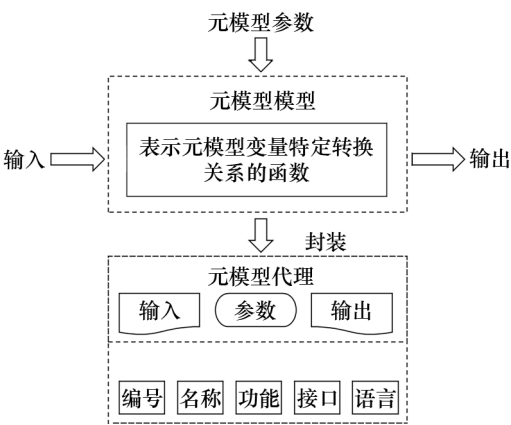 元模型参数
元模型模型
表示元模型变量特定转换
关系的函数
输入
输出
封装
元模型代理
输入 参数 输出
编号 名称 功能 接口 语言